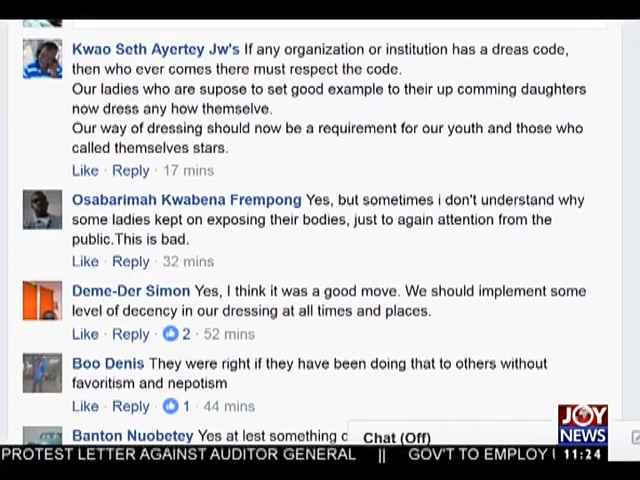 Kwao Seth Ayertey Jw's If any organization or institution has a dreas code,
then who ever comes there must respect the code.
Our ladies who are supose to set good example to their up comming daughters
now dress any how themselve.
Our way of dressing should now be a requirement for our youth and those who
called themselves stars.
Like · Reply · 17 mins
Osabarimah Kwabena Frempong Yes, but sometimes i don't understand why
some ladies kept on exposing their bodies, just to again attention from the
public.This is bad.
Like · Reply · 32 mins
Deme-Der Simon Yes, I think it was a good move. We should implement some
level of decency in our dressing at all times and places.
Like · Reply · 2 · 52 mins
Boo Denis They were right if they have been doing that to others without
favoritism and nepotism
Like · Reply · 1 · 44 mins
Banton Nuobetey Yes at lest something
Chat (Off)
JOY
NEWS
PROTEST LETTER AGAINST AUDITOR GENERAL || GOV'T TO EMPLOY
11:24